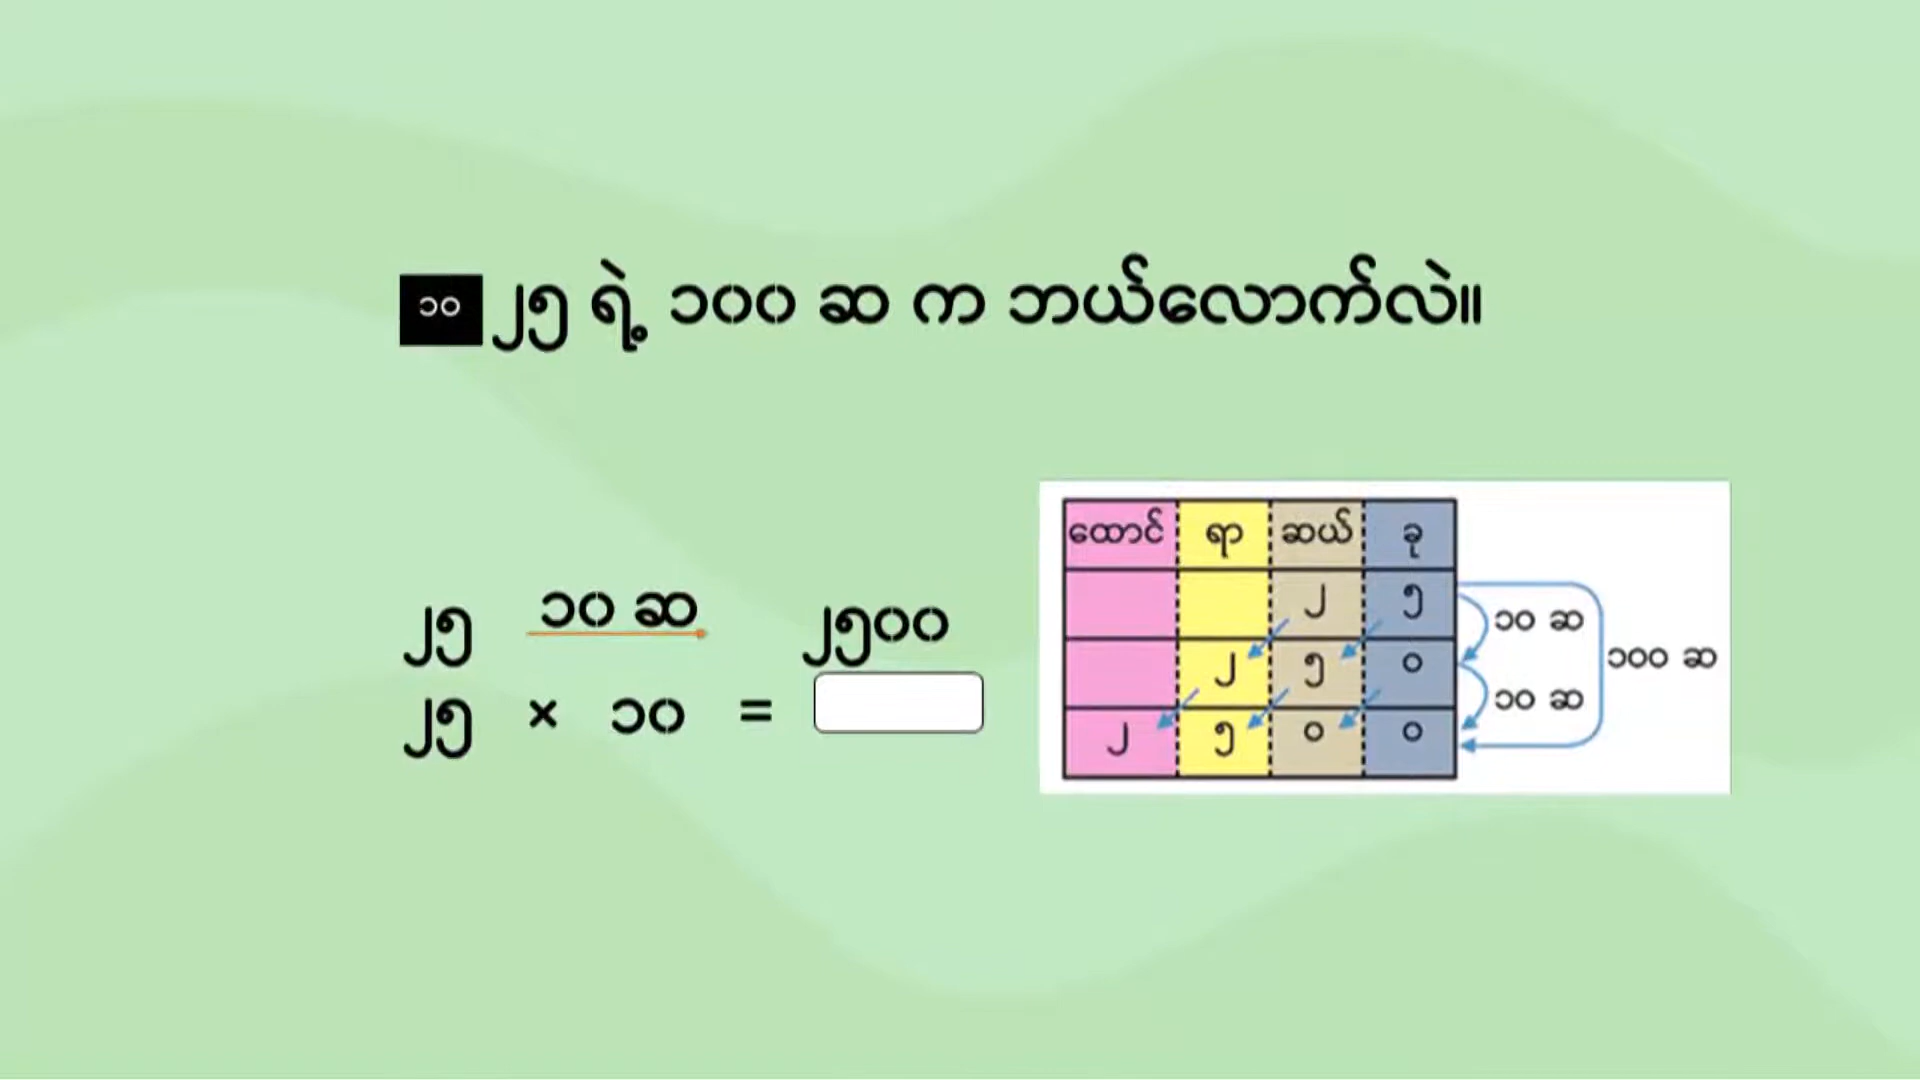 ၁၀ ၂၅ ရဲ့ ၁၀၀ ဆ က ဘယ်လောက်လဲ။
၂၅ ၁၀ ဆ ၂၅၀၀
၂၅ × ၁၀ =
ထောင် ရာ ဆယ် ခု
၂ ၅
၁၀ ဆ
၂ ၅ ၀
၁၀၀ ဆ
၁၀ ဆ
၂ ၅ ၀ ၀